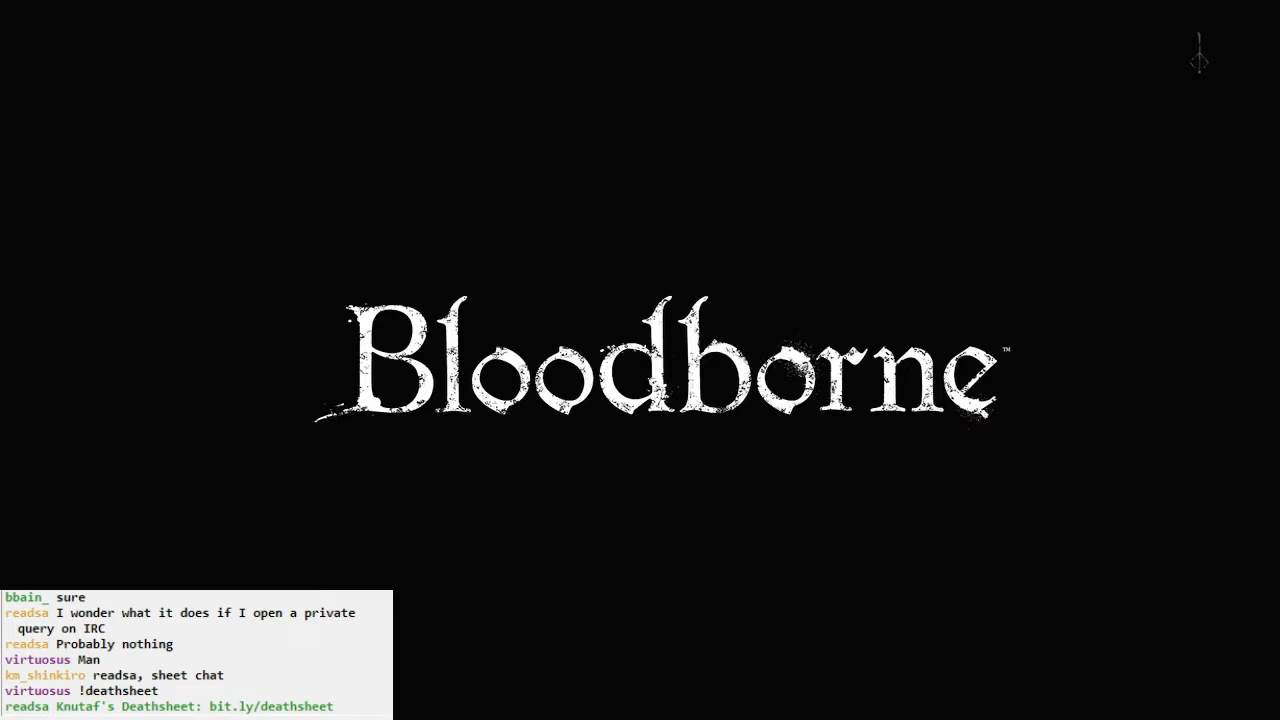 Bloodborne™
bbain_ sure
readsa I wonder what it does if I open a private
query on IRC
readsa Probably nothing
virtuosus Man
km_shinkiro readsa, sheet chat
virtuosus !deathsheet
readsa Knutaf's Deathsheet: bit.ly/deathsheet